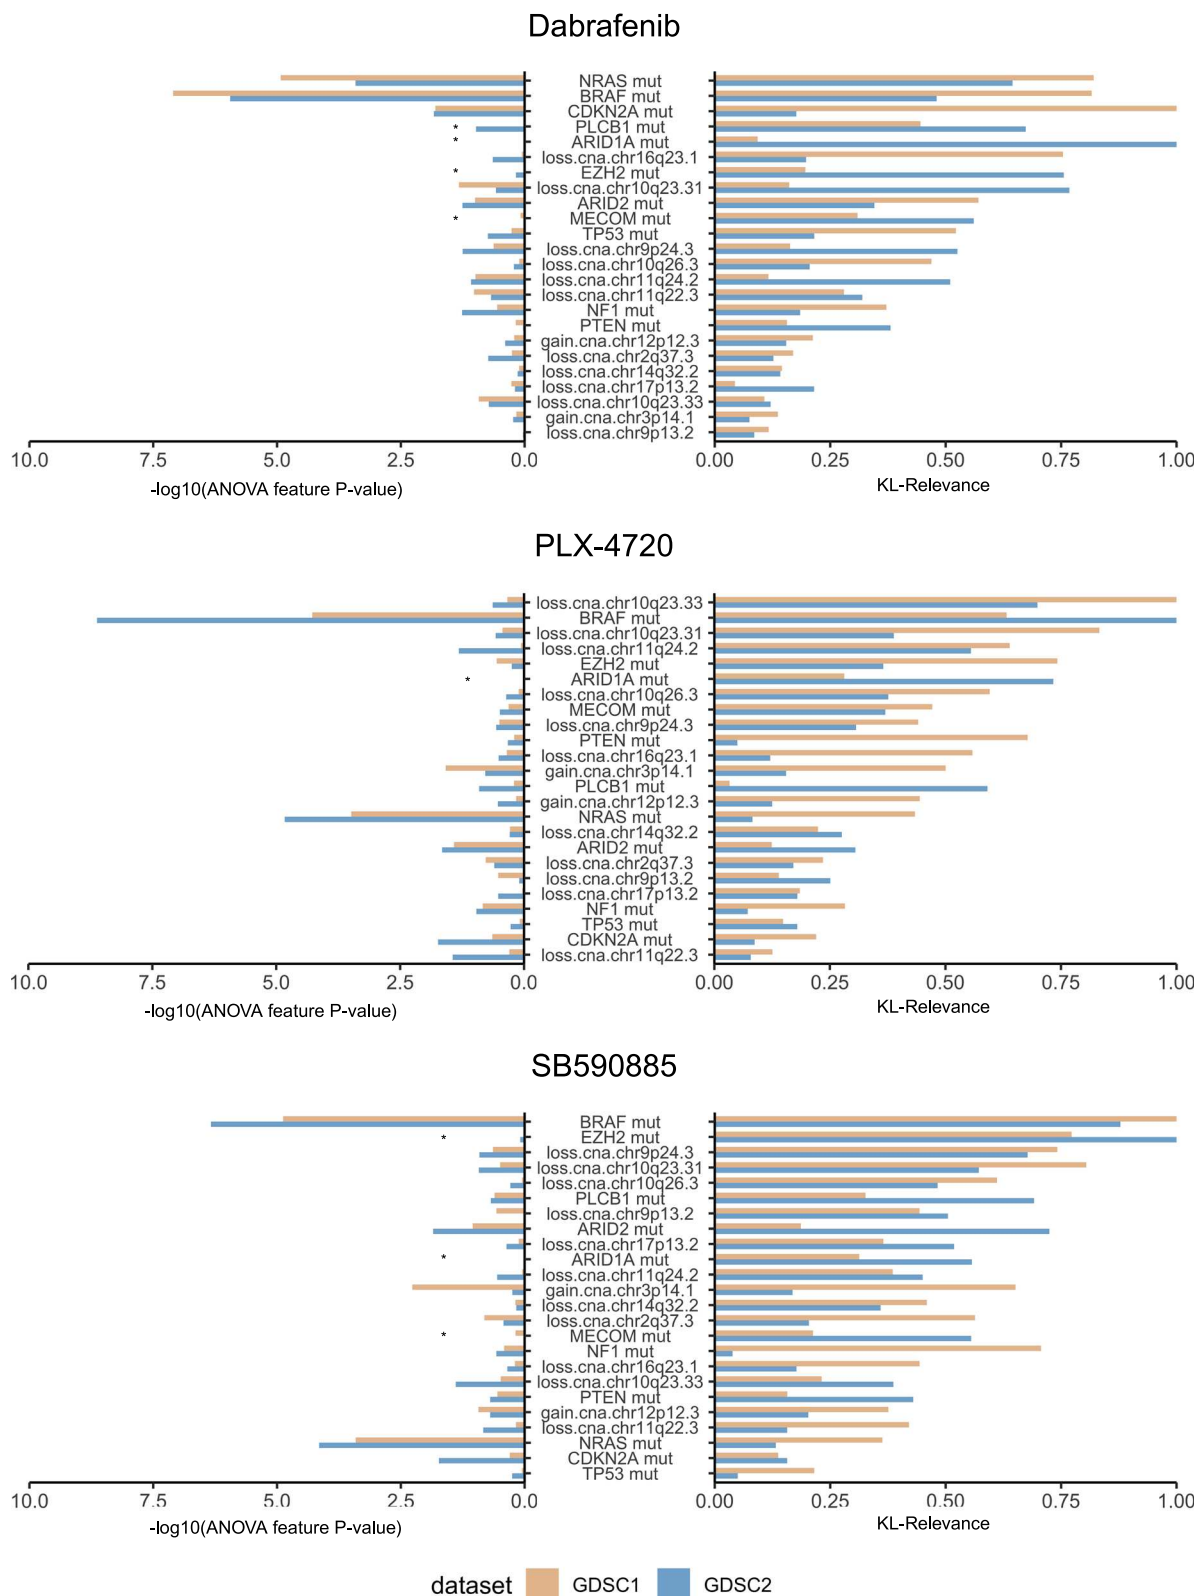 Dabrafenib
NRAS mut
BRAF mut
CDKN2A mut
* PLCB1 mut
* ARID1A mut
loss.cna.chr16q23.1
* EZH2 mut
loss.cna.chr10q23.31
ARID2 mut
* MECOM mut
TP53 mut
loss.cna.chr9p24.3
loss.cna.chr10q26.3
loss.cna.chr11q24.2
loss.cna.chr11q22.3
NF1 mut
PTEN mut
gain.cna.chr12p12.3
loss.cna.chr2q37.3
loss.cna.chr14q32.2
loss.cna.chr17p13.2
loss.cna.chr10q23.33
gain.cna.chr3p14.1
loss.cna.chr9p13.2
10.0 7.5 5.0 2.5 0.0 0.00 0.25 0.50 0.75 1.00
-log10(ANOVA feature P-value) KL-Relevance
PLX-4720
loss.cna.chr10q23.33
BRAF mut
loss.cna.chr10q23.31
loss.cna.chr11q24.2
EZH2 mut
* ARID1A mut
loss.cna.chr10q26.3
MECOM mut
loss.cna.chr9p24.3
PTEN mut
loss.cna.chr16q23.1
gain.cna.chr3p14.1
PLCB1 mut
gain.cna.chr12p12.3
NRAS mut
loss.cna.chr14q32.2
ARID2 mut
loss.cna.chr2q37.3
loss.cna.chr9p13.2
loss.cna.chr17p13.2
NF1 mut
TP53 mut
CDKN2A mut
loss.cna.chr11q22.3
10.0 7.5 5.0 2.5 0.0 0.00 0.25 0.50 0.75 1.00
-log10(ANOVA feature P-value) KL-Relevance
SB590885
BRAF mut
* EZH2 mut
loss.cna.chr9p24.3
loss.cna.chr10q23.31
loss.cna.chr10q26.3
PLCB1 mut
loss.cna.chr9p13.2
ARID2 mut
loss.cna.chr17p13.2
* ARID1A mut
loss.cna.chr11q24.2
gain.cna.chr3p14.1
loss.cna.chr14q32.2
loss.cna.chr2q37.3
* MECOM mut
NF1 mut
loss.cna.chr16q23.1
loss.cna.chr10q23.33
PTEN mut
gain.cna.chr12p12.3
loss.cna.chr11q22.3
NRAS mut
CDKN2A mut
TP53 mut
10.0 7.5 5.0 2.5 0.0 0.00 0.25 0.50 0.75 1.00
-log10(ANOVA feature P-value) KL-Relevance
dataset GDSC1 GDSC2